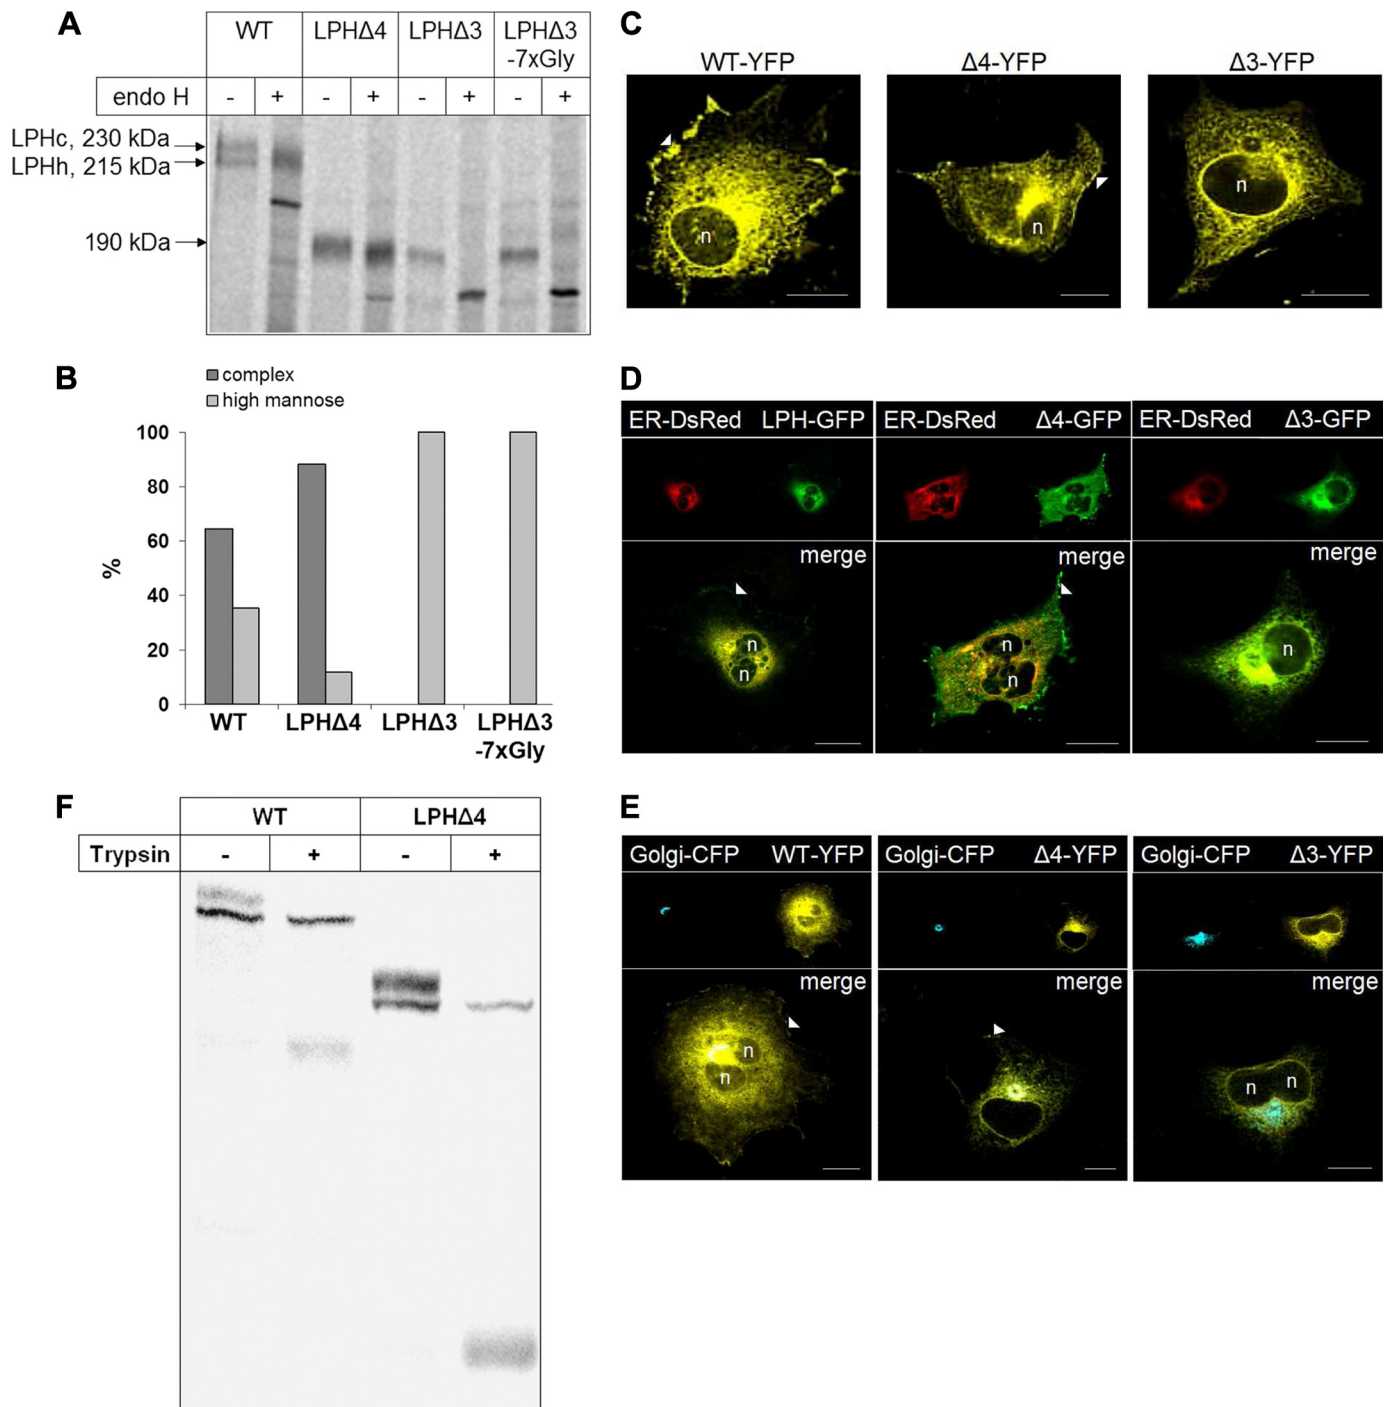 A
WT LPHΔ4 LPHΔ3 LPHΔ3
-7xGly
endo H - + - + - + - +
LPHc, 230 kDa
LPHh, 215 kDa
190 kDa
B
complex
high mannose
100
80
60
40
20
0
%
WT LPHΔ4 LPHΔ3 LPHΔ3
-7xGly
F
WT LPHΔ4
Trypsin - + - +
C
WT-YFP Δ4-YFP Δ3-YFP
n n n
D
ER-DsRed LPH-GFP ER-DsRed Δ4-GFP ER-DsRed Δ3-GFP
merge merge merge
n n n
n n
E
Golgi-CFP WT-YFP Golgi-CFP Δ4-YFP Golgi-CFP Δ3-YFP
merge merge merge
n n n
n